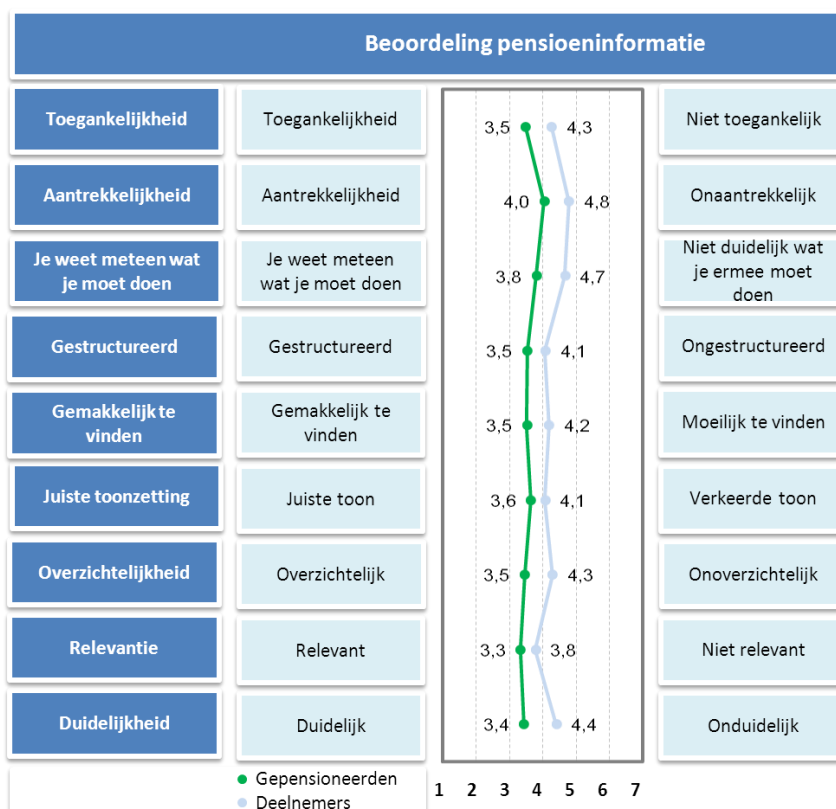 Beoordeling pensioeninformatie
Toegankelijkheid
Toegankelijkheid
3,5
4,3
Niet toegankelijk
Aantrekkelijkheid
Aantrekkelijkheid
4,0
4,8
Onaantrekkelijk
Je weet meteen wat
je moet doen
Je weet meteen
wat je moet doen
3,8
4,7
Niet duidelijk wat
je ermee moet
doen
Gestructureerd
Gestructureerd
3,5
4,1
Ongestructureerd
Gemakkelijk te
vinden
Gemakkelijk te
vinden
3,5
4,2
Moeilijk te vinden
Juiste toonzetting
Juiste toon
3,6
4,1
Verkeerde toon
Overzichtelijkheid
Overzichtelijk
3,5
4,3
Onoverzichtelijk
Relevantie
Relevant
3,3
3,8
Niet relevant
Duidelijkheid
Duidelijk
3,4
4,4
Onduidelijk
Gepensioneerden
Deelnemers
1 2 3 4 5 6 7